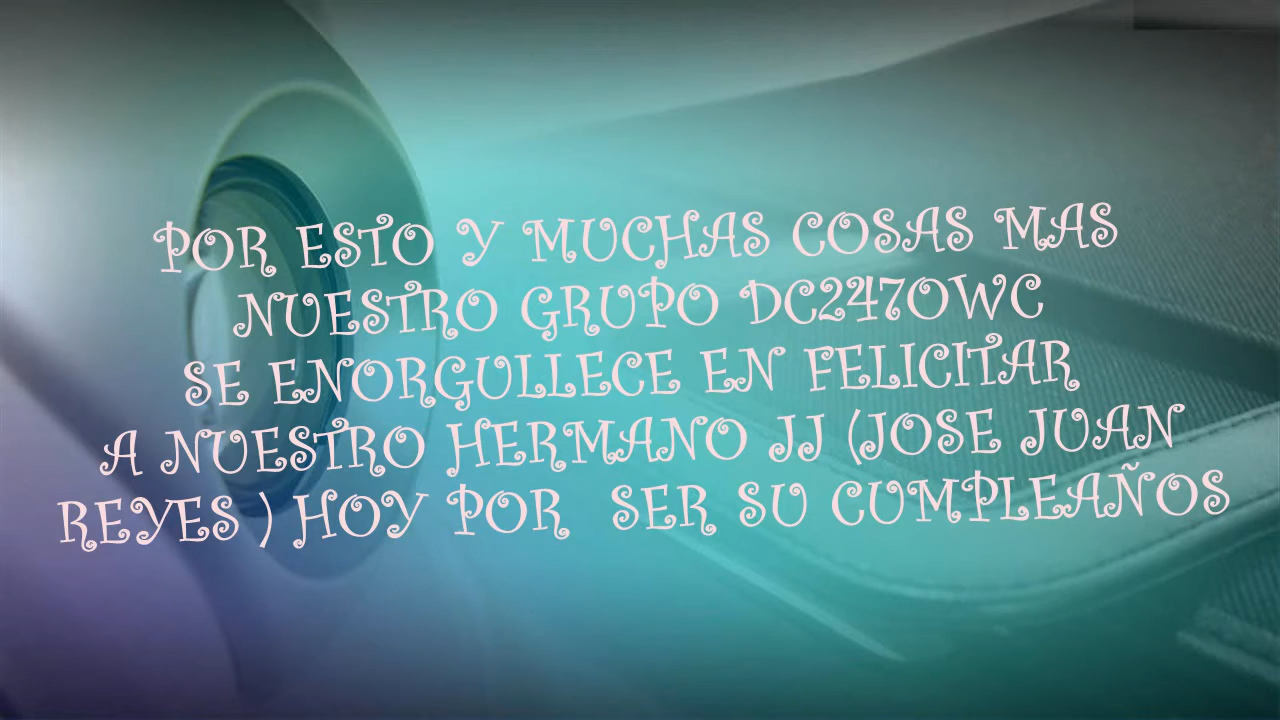 POR ESTO Y MUCHAS COSAS MAS
NUESTRO GRUPO DC247OWC
SE ENORGULLECE EN FELICITAR
A NUESTRO HERMANO JJ (JOSE JUAN
REYES ) HOY POR SER SU CUMPLEAÑOS